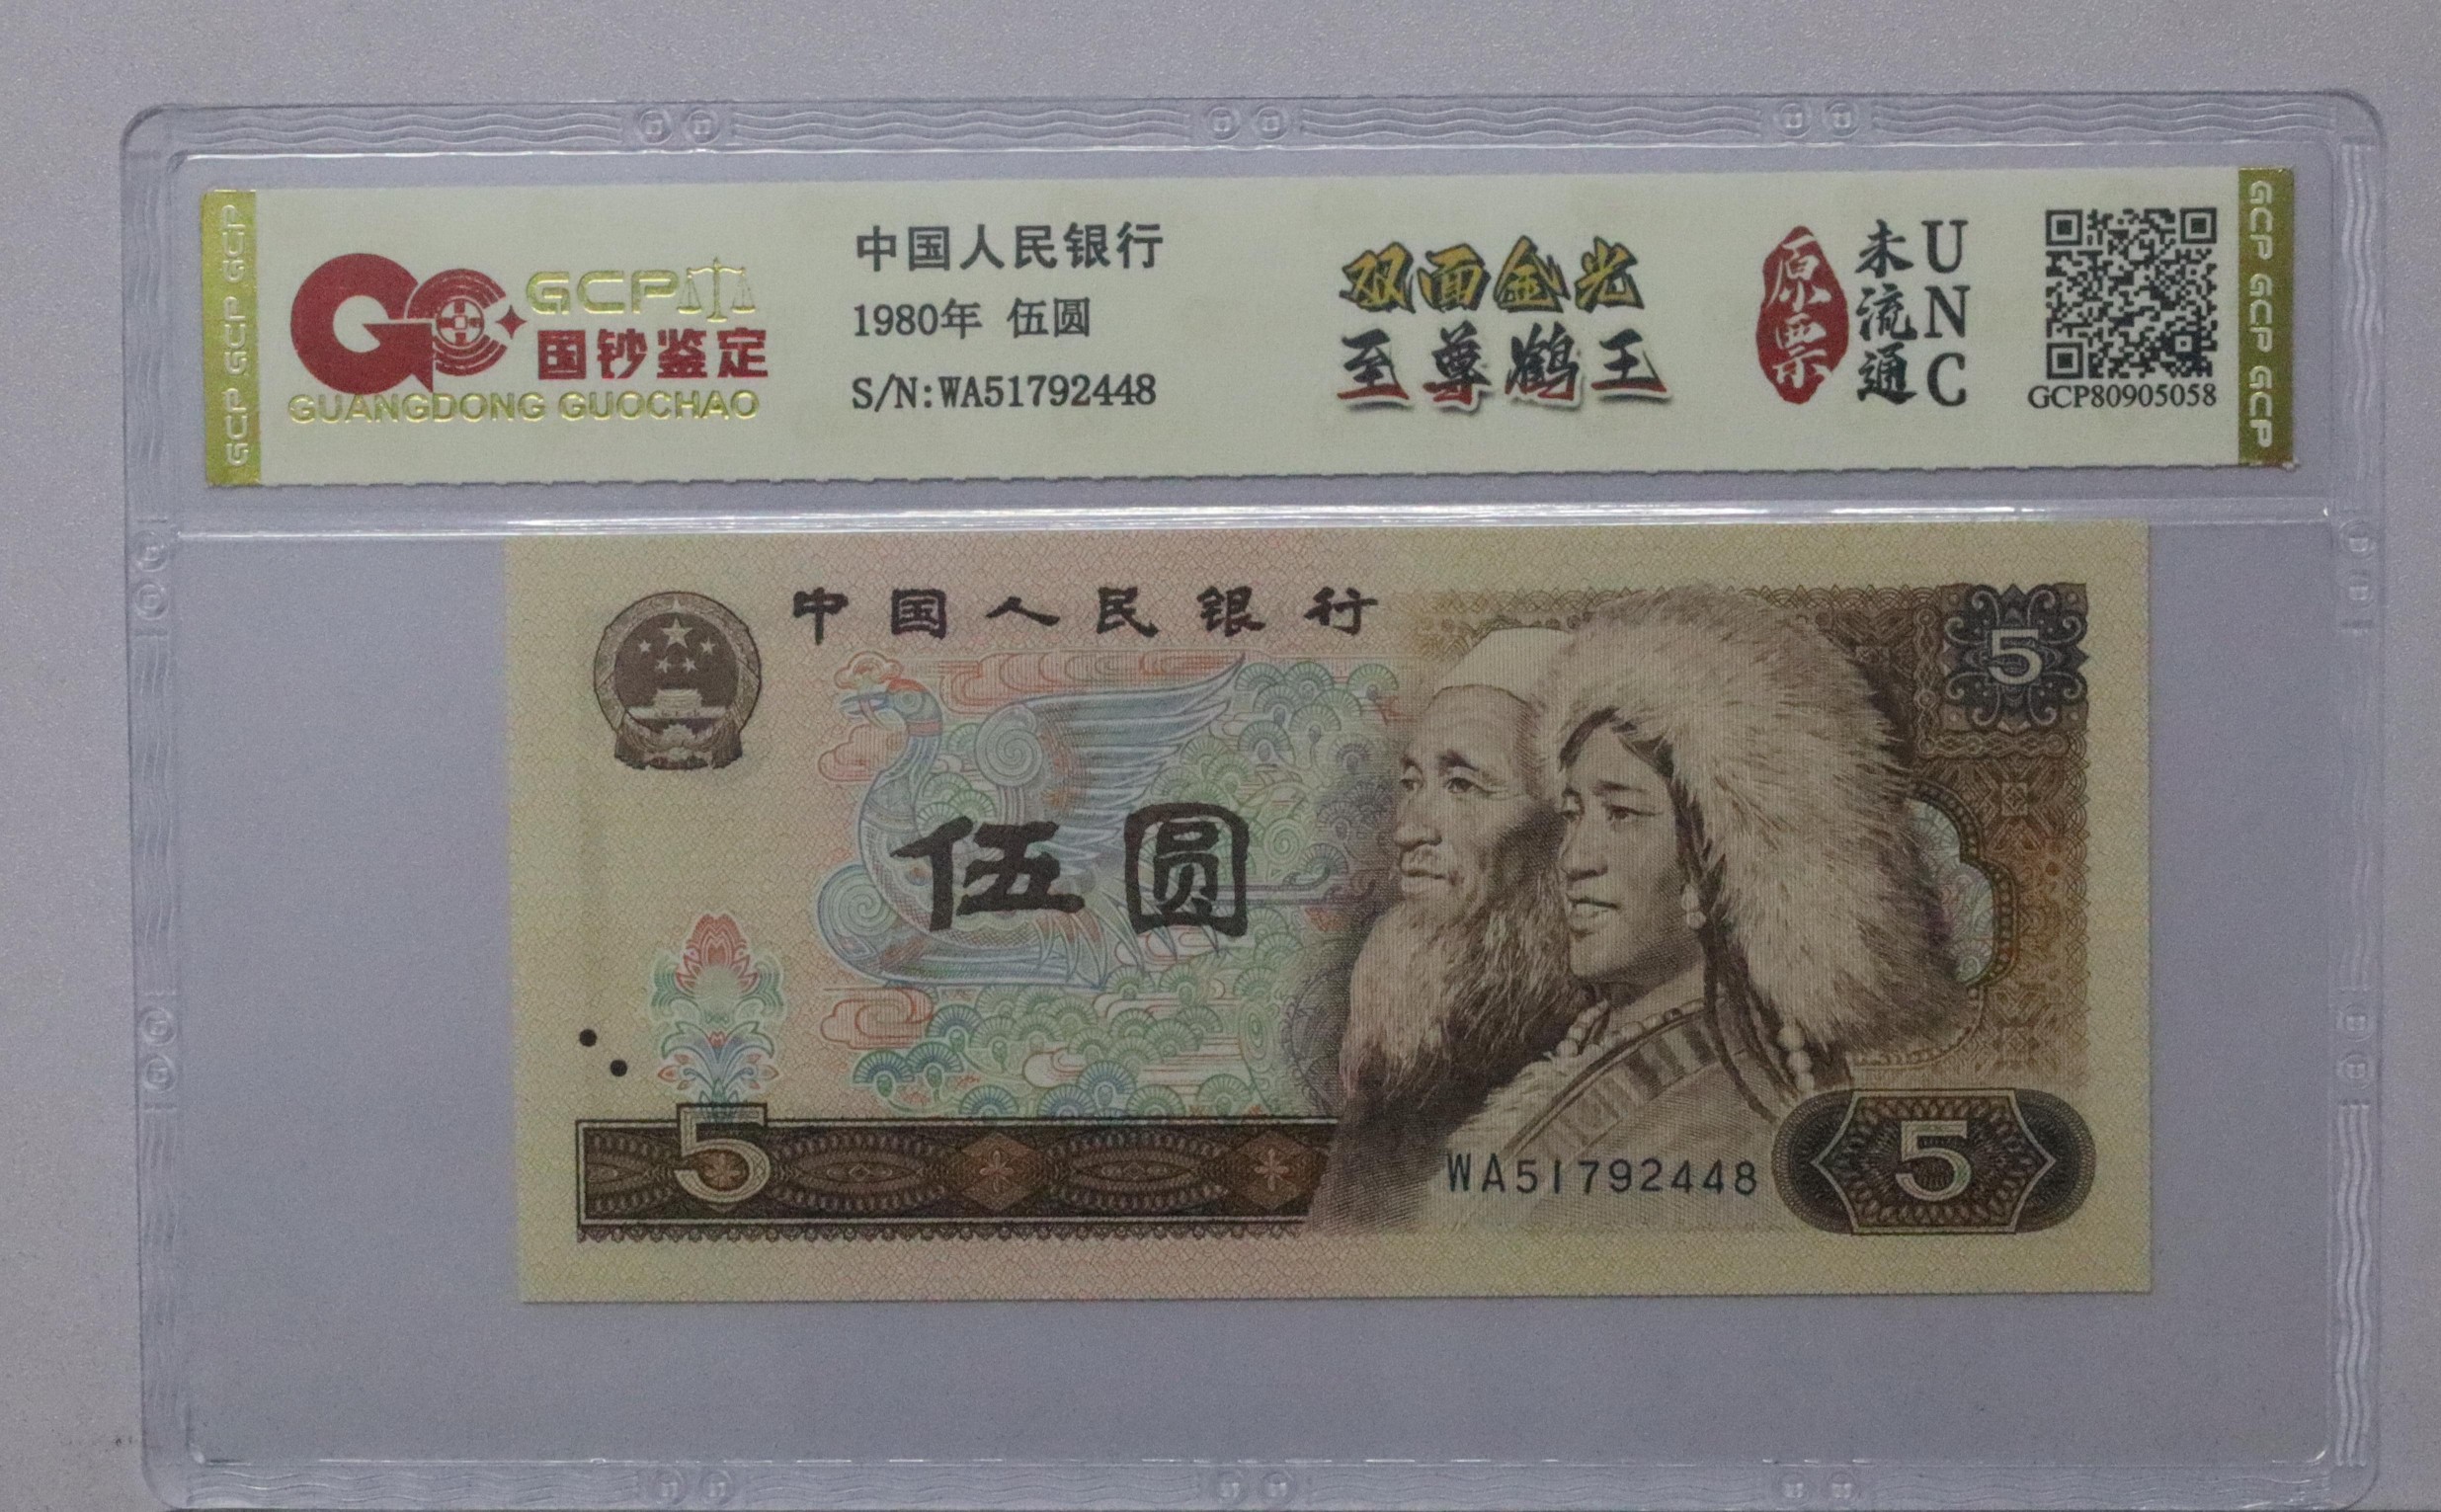 GCP GCP GCP
GCP
国钞鉴定
GUANGDONG GUOCHAO
中国人民银行
1980年 伍圆
S/N:WA51792448
双面金光
至尊鹤王
原票
未流通
UNC
GCP80905058
GCP GCP GCP
中国人民银行
5
伍圆
5
WA51792448
5